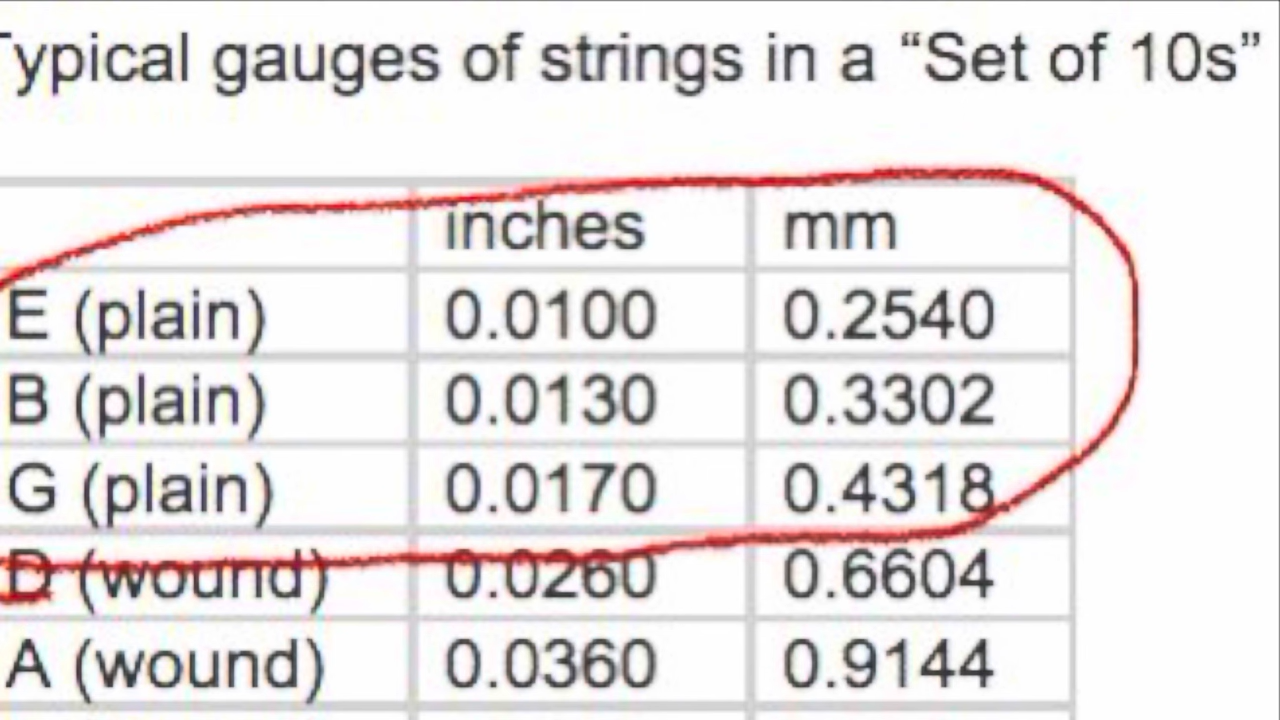 Typical gauges of strings in a “Set of 10s”
inches mm
E (plain) 0.0100 0.2540
B (plain) 0.0130 0.3302
G (plain) 0.0170 0.4318
D (wound) 0.0260 0.6604
A (wound) 0.0360 0.9144